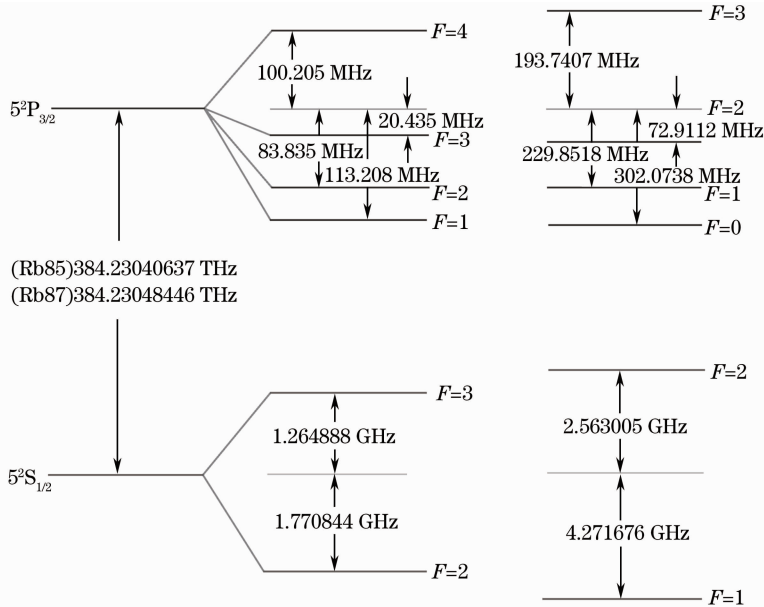 F=4
F=3
100.205 MHz
193.7407 MHz
5²P3/2
F=2
20.435 MHz
72.9112 MHz
F=3
83.835 MHz
229.8518 MHz
113.208 MHz
302.0738 MHz
F=2
F=1
F=1
F=0
(Rb85)384.23040637 THz
(Rb87)384.23048446 THz
F=3
F=2
1.264888 GHz
2.563005 GHz
5²S1/2
1.770844 GHz
4.271676 GHz
F=2
F=1